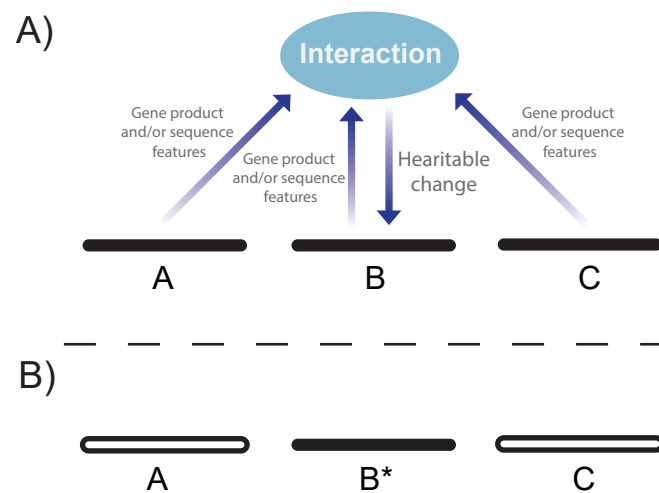 A)
Interaction
Gene product
and/or sequence
features
Gene product
and/or sequence
features
Hearitable
change
Gene product
and/or sequence
features
A
B
C
B)
A
B*
C